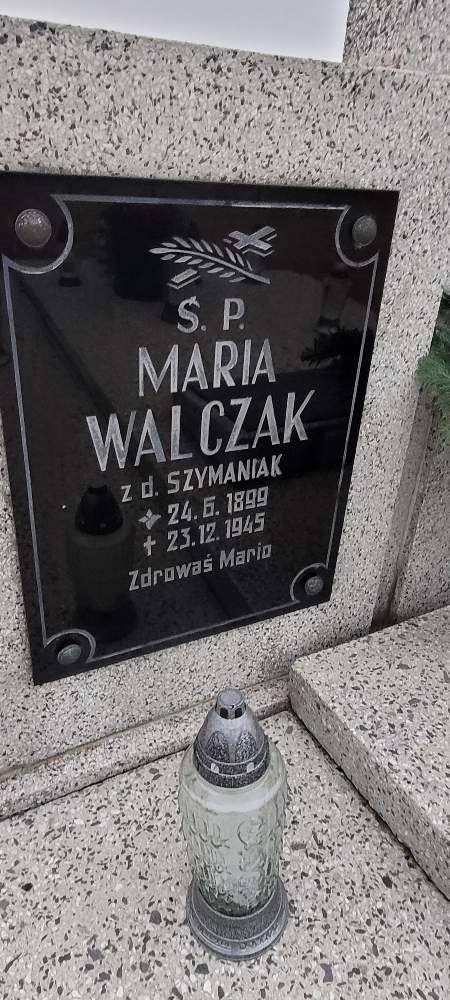 Ś. P.
MARIA
WALCZAK
z d. SZYMANIAK
24. 6. 1899
23. 12. 1945
Zdrowaś Mario